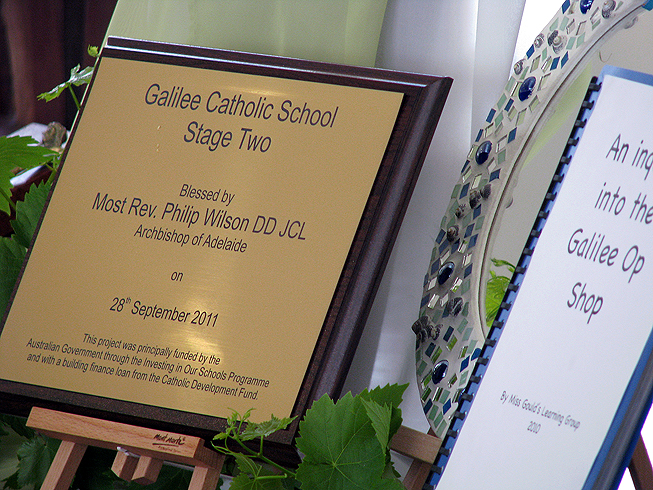 Galilee Catholic School
Stage Two
Blessed by
Most Rev. Philip Wilson DD JCL
Archbishop of Adelaide
on
28th September 2011
This project was principally funded by the
Australian Government through the Investing in Our Schools Programme
and with a building finance loan from the Catholic Development Fund.
An inq
into the
Galilee Op
Shop
By Miss Gould's Learning Group
2010